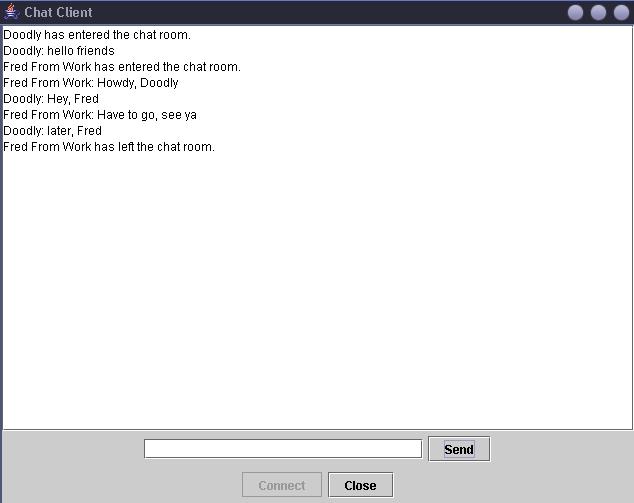 Chat Client
Doodly has entered the chat room.
Doodly: hello friends
Fred From Work has entered the chat room.
Fred From Work: Howdy, Doodly
Doodly: Hey, Fred
Fred From Work: Have to go, see ya
Doodly: later, Fred
Fred From Work has left the chat room.
Send
Connect Close